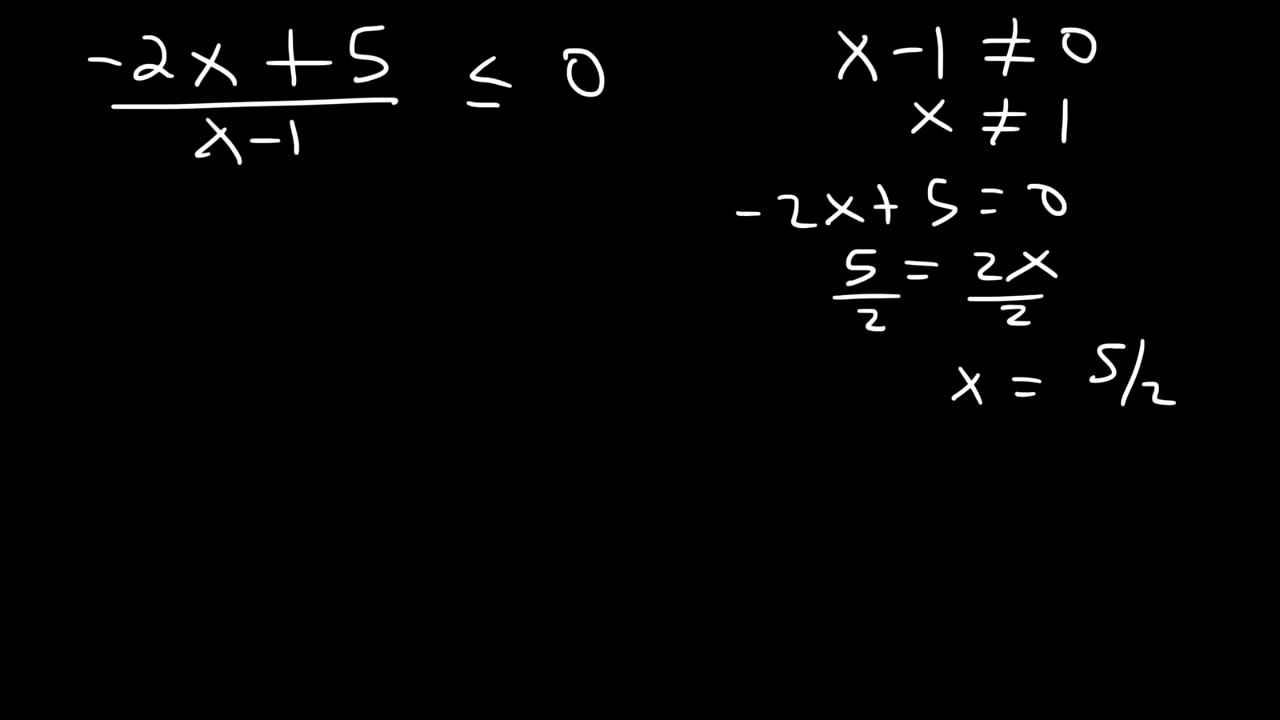 -2x + 5 / x - 1 ≤ 0
x - 1 ≠ 0
x ≠ 1
-2x + 5 = 0
5/2 = 2x/2
x = 5/2